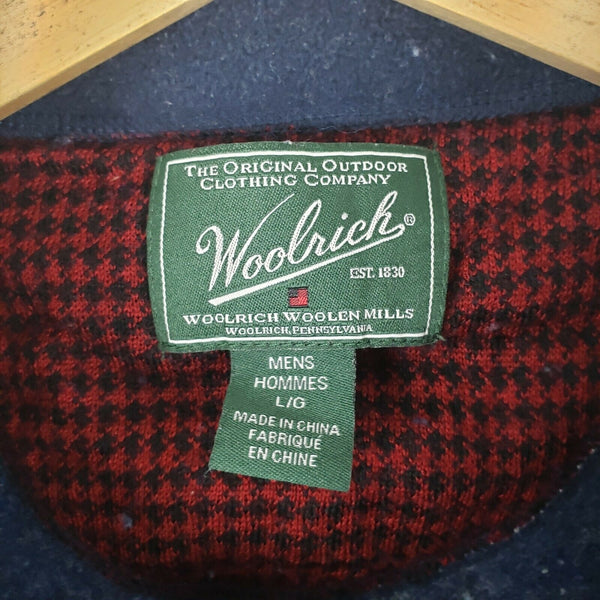 THE ORIGINAL OUTDOOR
CLOTHING COMPANY
Woolrich®
EST. 1830
WOOLRICH WOOLEN MILLS
WOOLRICH, PENNSYLVANIA
MENS
HOMMES
L/G
MADE IN CHINA
FABRIQUÉ
EN CHINE